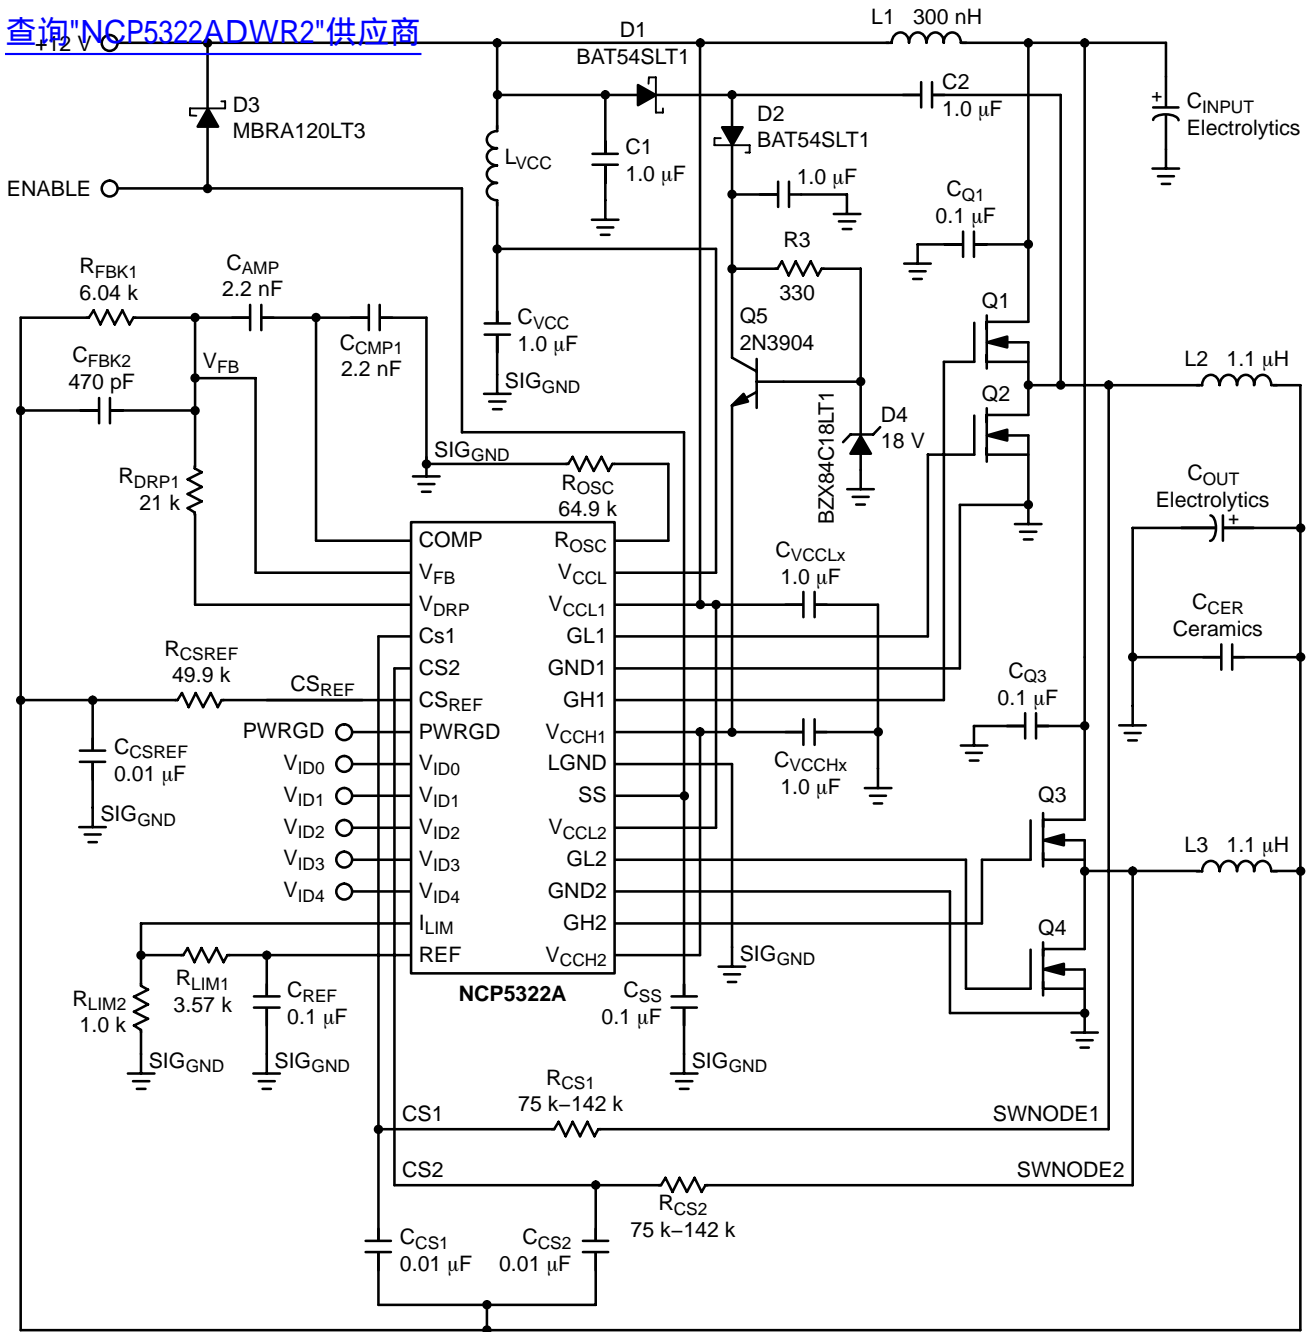 查询"NCP5322ADWR2"供应商
+12 V
L1 300 nH
D1
BAT54SLT1
D3
MBRA120LT3
D2
BAT54SLT1
C2
1.0 μF
CINPUT
Electrolytics
LVCC
C1
1.0 μF
ENABLE
1.0 μF
CQ1
0.1 μF
R3
330
RFBK1
6.04 k
CAMP
2.2 nF
Q5
2N3904
Q1
CVCC
1.0 μF
CCMP1
2.2 nF
CFBK2
470 pF
VFB
L2 1.1 μH
SIGGND
Q2
BZX84C18LT1
D4
18 V
SIGGND
RDRP1
21 k
ROSC
64.9 k
COUT
Electrolytics
COMP
ROSC
VFB
VCCL
CVCCLx
1.0 μF
VDRP
VCCL1
CCER
Ceramics
Cs1
GL1
RCSREF
49.9 k
CS2
GND1
CQ3
0.1 μF
CSREF
CSREF
GH1
PWRGD
PWRGD
VCCH1
CCSREF
0.01 μF
VID0
VID0
LGND
CVCCHx
1.0 μF
VID1
VID1
SS
SIGGND
Q3
VID2
VID2
VCCL2
VID3
VID3
GL2
L3 1.1 μH
VID4
VID4
GND2
ILIM
GH2
Q4
REF
VCCH2
SIGGND
RLIM1
3.57 k
NCP5322A
RLIM2
1.0 k
CREF
0.1 μF
CSS
0.1 μF
SIGGND
SIGGND
SIGGND
RCS1
75 k–142 k
CS1
SWNODE1
CS2
SWNODE2
RCS2
75 k–142 k
CCS1
0.01 μF
CCS2
0.01 μF